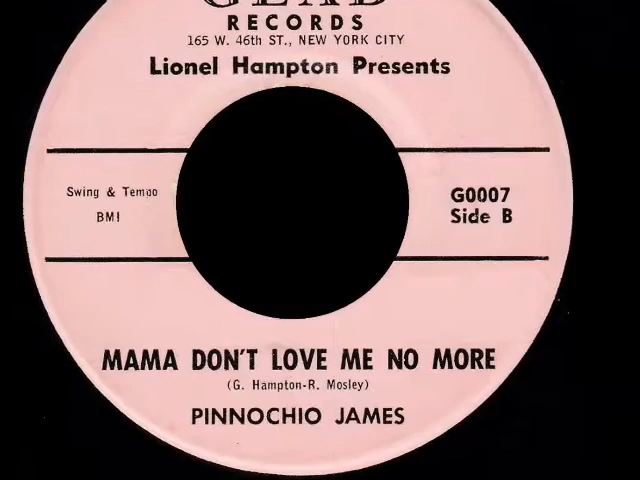 RECORDS
165 W. 46th ST., NEW YORK CITY
Lionel Hampton Presents
Swing & Tempo
BMI
G0007
Side B
MAMA DON'T LOVE ME NO MORE
(G. Hampton-R. Mosley)
PINNOCHIO JAMES